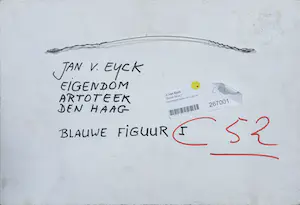 JAN V. EYCK
EIGENDOM
ARTOTEEK
DEN HAAG
267001
BLAUWE FIGUUR I
C 52